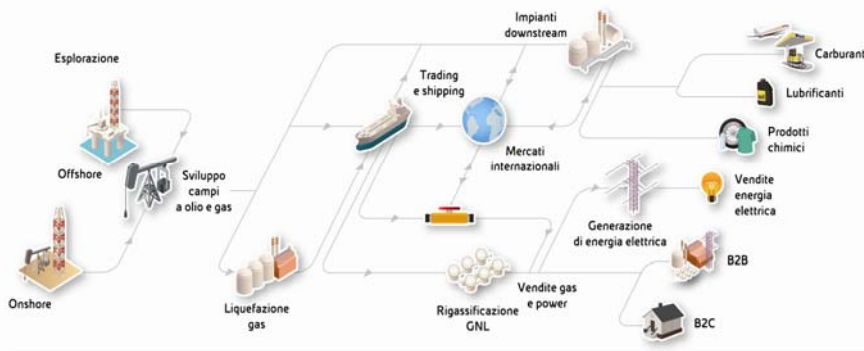 Esplorazione
Offshore
Onshore
Sviluppo
campi
a olio e gas
Liquefazione
gas
Trading
e shipping
Impianti
downstream
Mercati
internazionali
Rigassificazione
GNL
Vendite gas
e power
Generazione
di energia elettrica
Carburant
Lubrificanti
Prodotti
chimici
Vendite
energia
elettrica
B2B
B2C